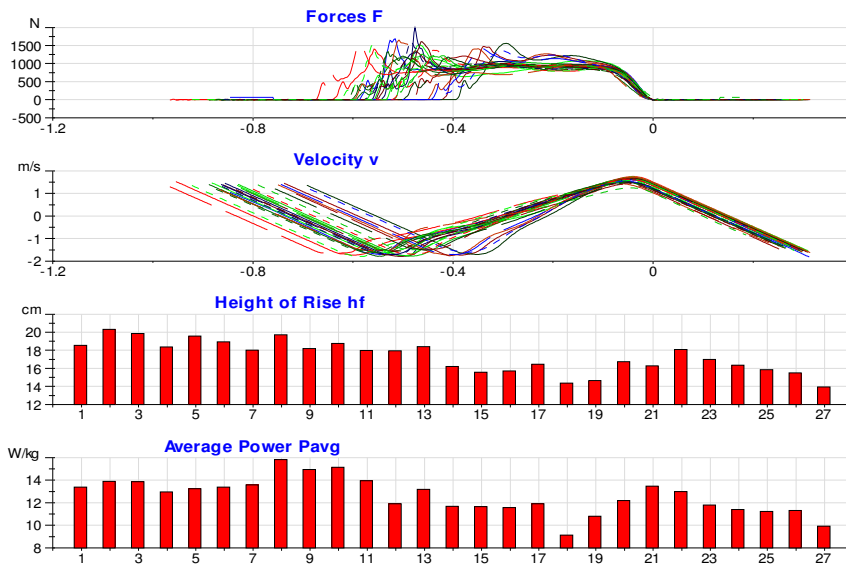 Forces F
N
1500
1000
500
0
-500
-1.2 -0.8 -0.4 0
Velocity v
m/s
1
0
-1
-2
-1.2 -0.8 -0.4 0
Height of Rise hf
cm
20
18
16
14
12
1 3 5 7 9 11 13 15 17 19 21 23 25 27
Average Power Pavg
W/kg
14
12
10
8
1 3 5 7 9 11 13 15 17 19 21 23 25 27